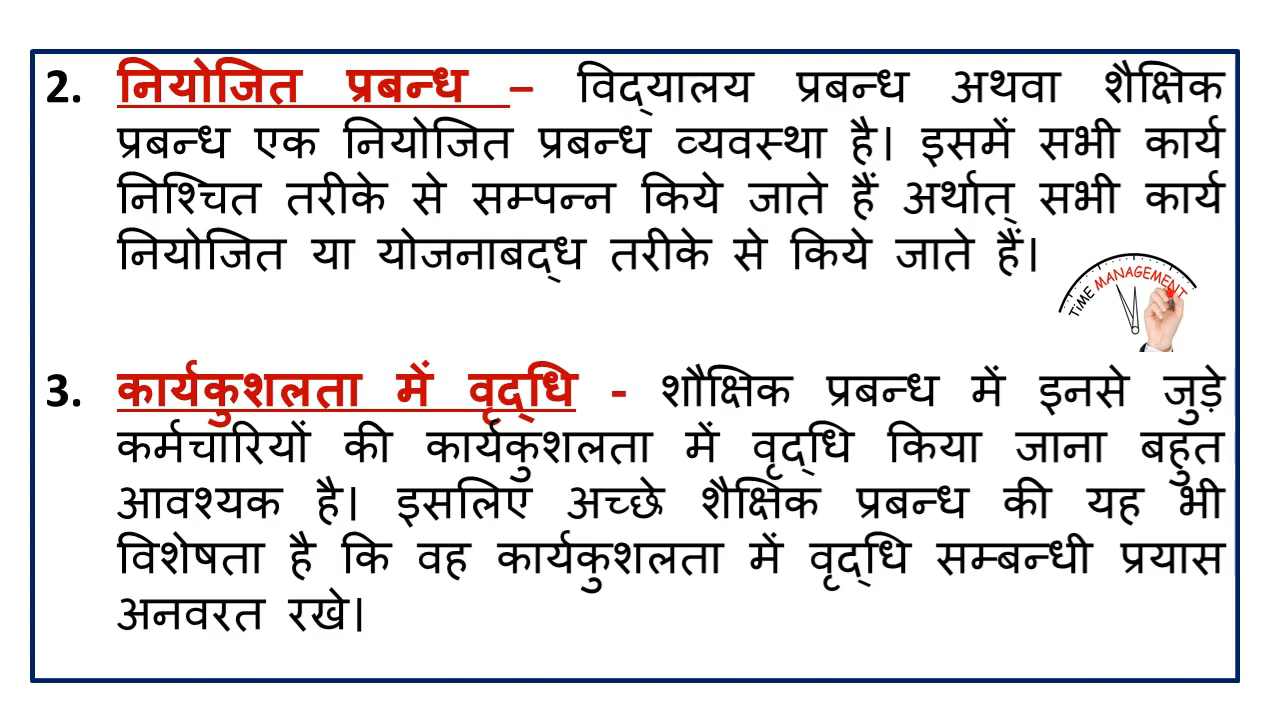 2. नियोजित प्रबन्ध – विद्यालय प्रबन्ध अथवा शैक्षिक
प्रबन्ध एक नियोजित प्रबन्ध व्यवस्था है। इसमें सभी कार्य
निश्चित तरीके से सम्पन्न किये जाते हैं अर्थात् सभी कार्य
नियोजित या योजनाबद्ध तरीके से किये जाते हैं।
TiME MANAGEMENT
3. कार्यकुशलता में वृद्धि - शौक्षिक प्रबन्ध में इनसे जुड़े
कर्मचारियों की कार्यकुशलता में वृद्धि किया जाना बहुत
आवश्यक है। इसलिए अच्छे शैक्षिक प्रबन्ध की यह भी
विशेषता है कि वह कार्यकुशलता में वृद्धि सम्बन्धी प्रयास
अनवरत रखे।